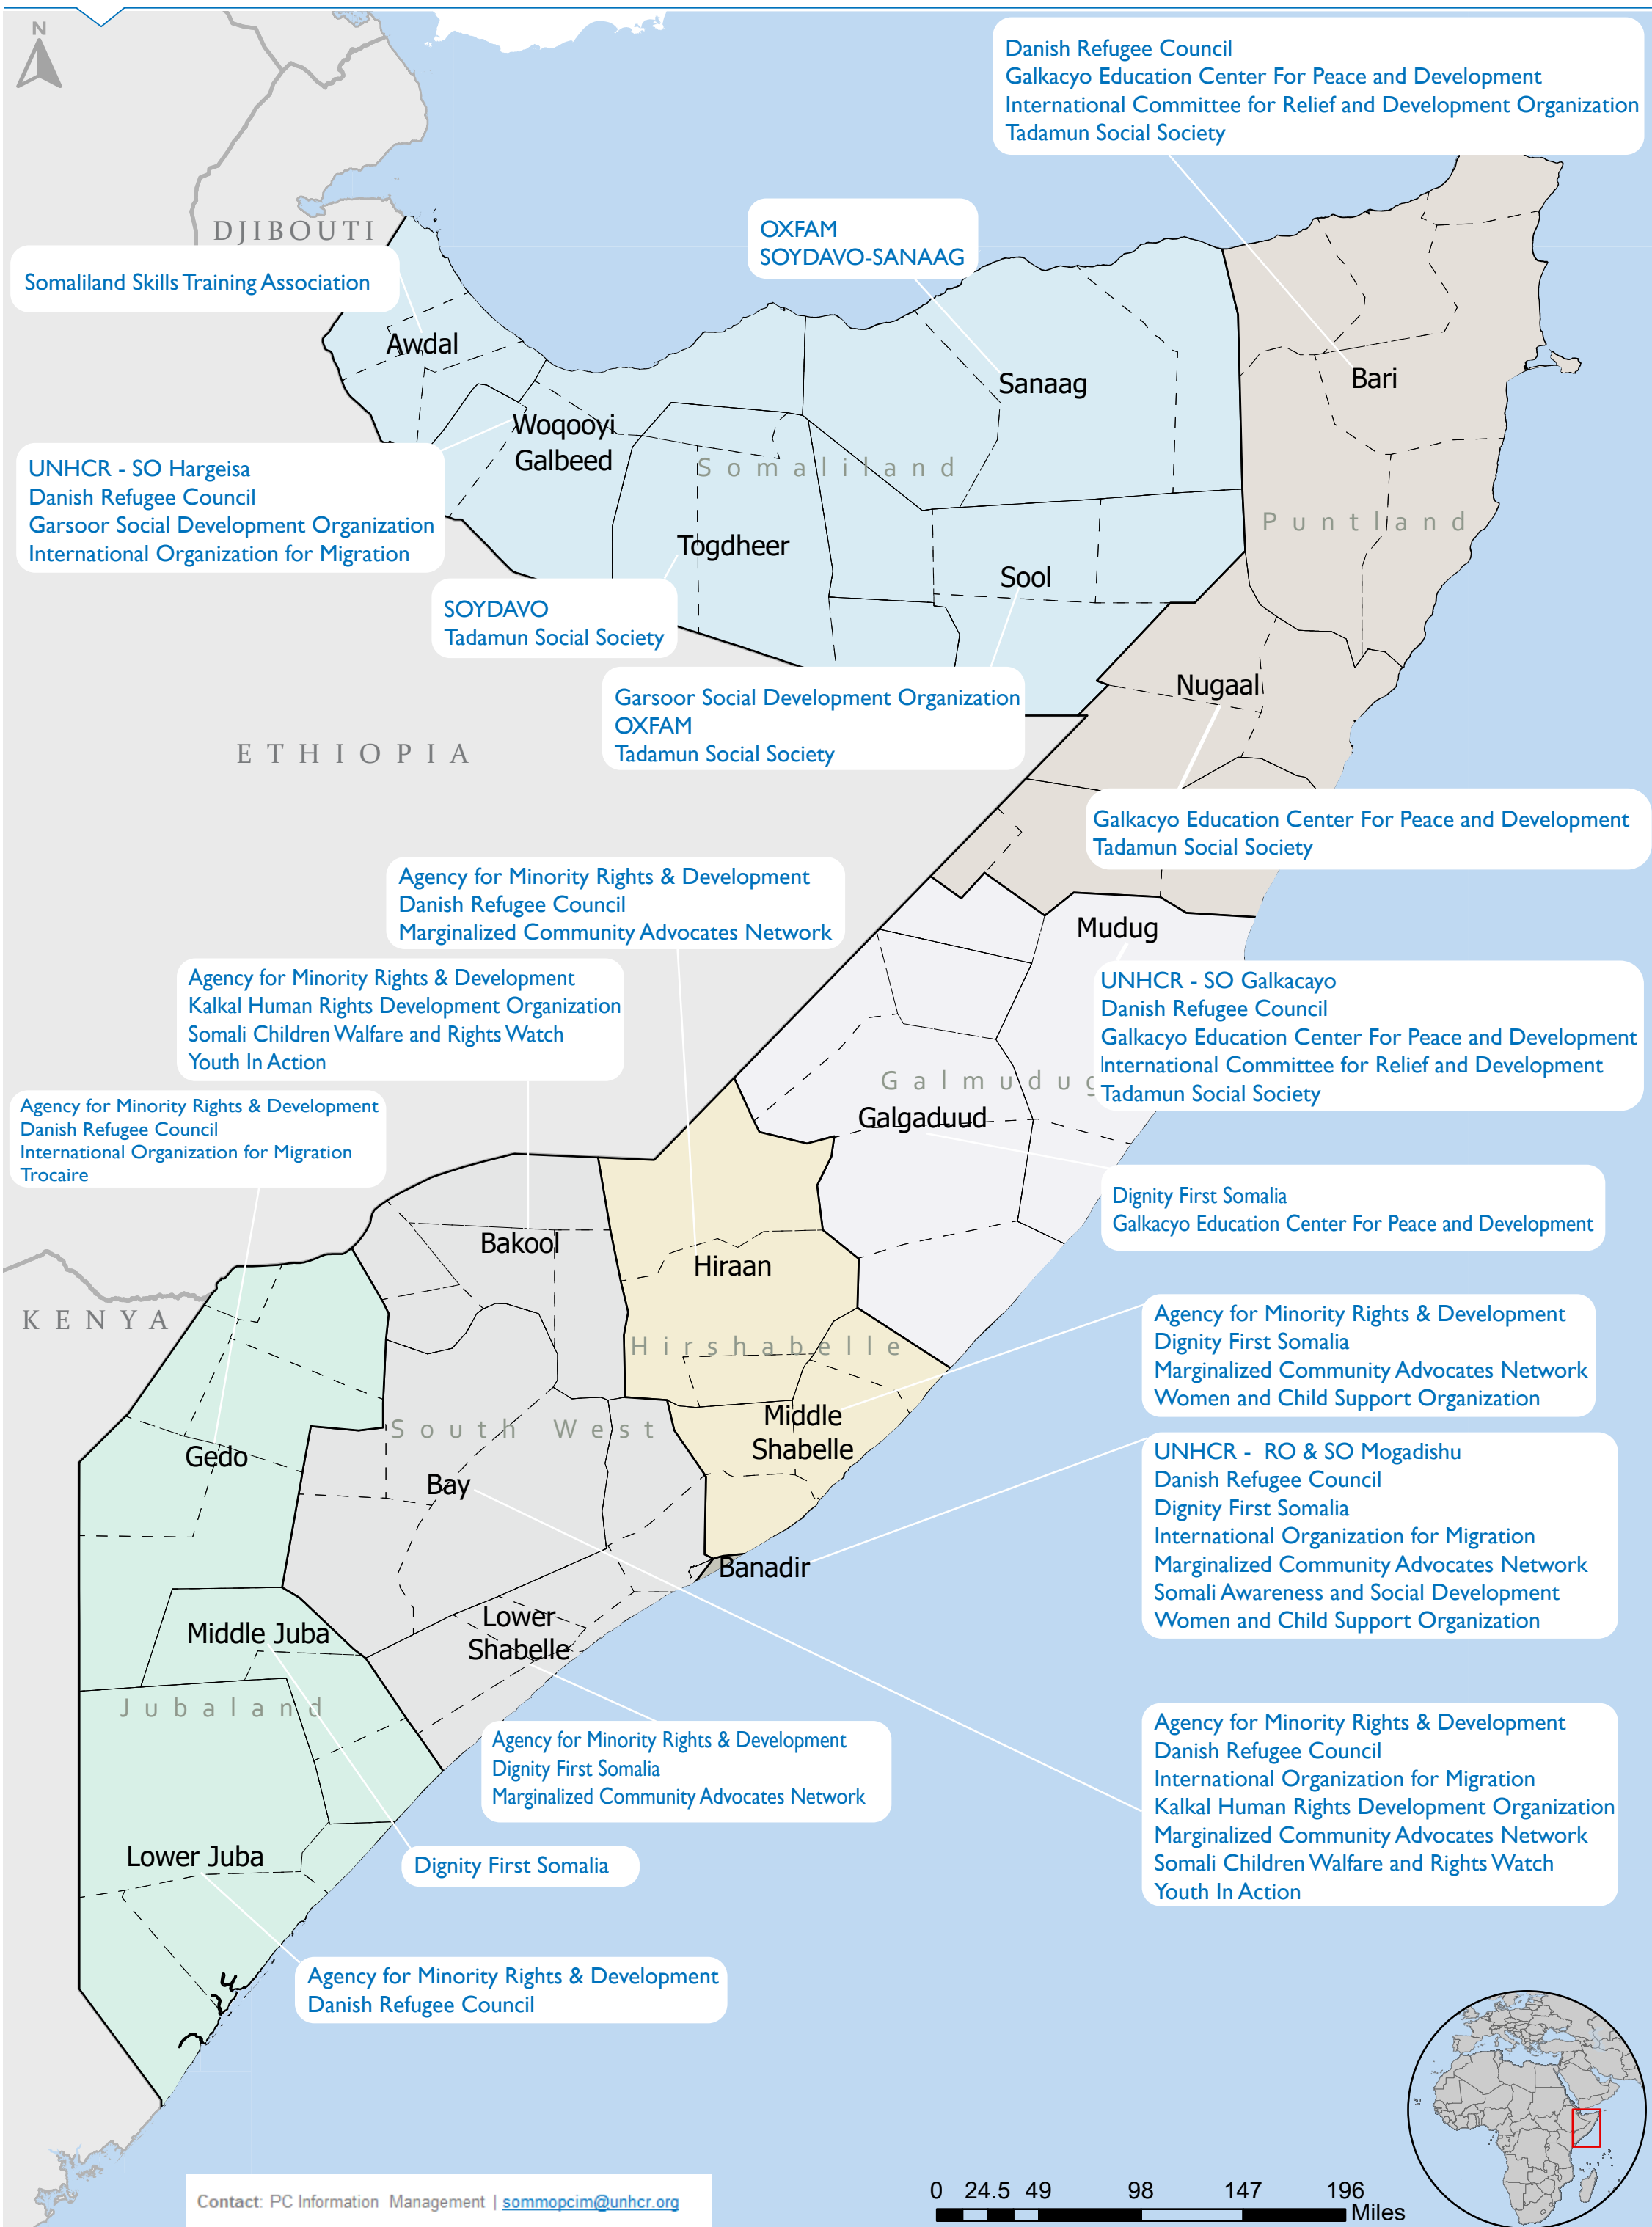 N
Danish Refugee Council
Galkacyo Education Center For Peace and Development
International Committee for Relief and Development Organization
Tadamun Social Society
DJIBOUTI
OXFAM
SOYDAVO-SANAAG
Somaliland Skills Training Association
Awdal
Sanaag
Bari
Woqooyi
Galbeed
Somaliland
UNHCR - SO Hargeisa
Danish Refugee Council
Garsoor Social Development Organization
International Organization for Migration
Puntland
Togdheer
Sool
SOYDAVO
Tadamun Social Society
Nugaal
Garsoor Social Development Organization
OXFAM
Tadamun Social Society
ETHIOPIA
Galkacyo Education Center For Peace and Development
Tadamun Social Society
Agency for Minority Rights & Development
Danish Refugee Council
Marginalized Community Advocates Network
Mudug
Agency for Minority Rights & Development
Kalkal Human Rights Development Organization
Somali Children Welfare and Rights Watch
Youth In Action
UNHCR - SO Galkacayo
Danish Refugee Council
Galkacyo Education Center For Peace and Development
International Committee for Relief and Development
Tadamun Social Society
Galmudug
Galgaduud
Agency for Minority Rights & Development
Danish Refugee Council
International Organization for Migration
Trocaire
Dignity First Somalia
Galkacyo Education Center For Peace and Development
Bakool
Hiraan
KENYA
Hirshabelle
Agency for Minority Rights & Development
Dignity First Somalia
Marginalized Community Advocates Network
Women and Child Support Organization
South West
Middle
Shabelle
Gedo
Bay
UNHCR - RO & SO Mogadishu
Danish Refugee Council
Dignity First Somalia
International Organization for Migration
Marginalized Community Advocates Network
Somali Awareness and Social Development
Women and Child Support Organization
Banadir
Lower
Shabelle
Middle Juba
Jubaland
Agency for Minority Rights & Development
Dignity First Somalia
Marginalized Community Advocates Network
Agency for Minority Rights & Development
Danish Refugee Council
International Organization for Migration
Kalkal Human Rights Development Organization
Marginalized Community Advocates Network
Somali Children Welfare and Rights Watch
Youth In Action
Lower Juba
Dignity First Somalia
Agency for Minority Rights & Development
Danish Refugee Council
Contact: PC Information Management | sommopcim@unhcr.org
0 24.5 49 98 147 196
Miles